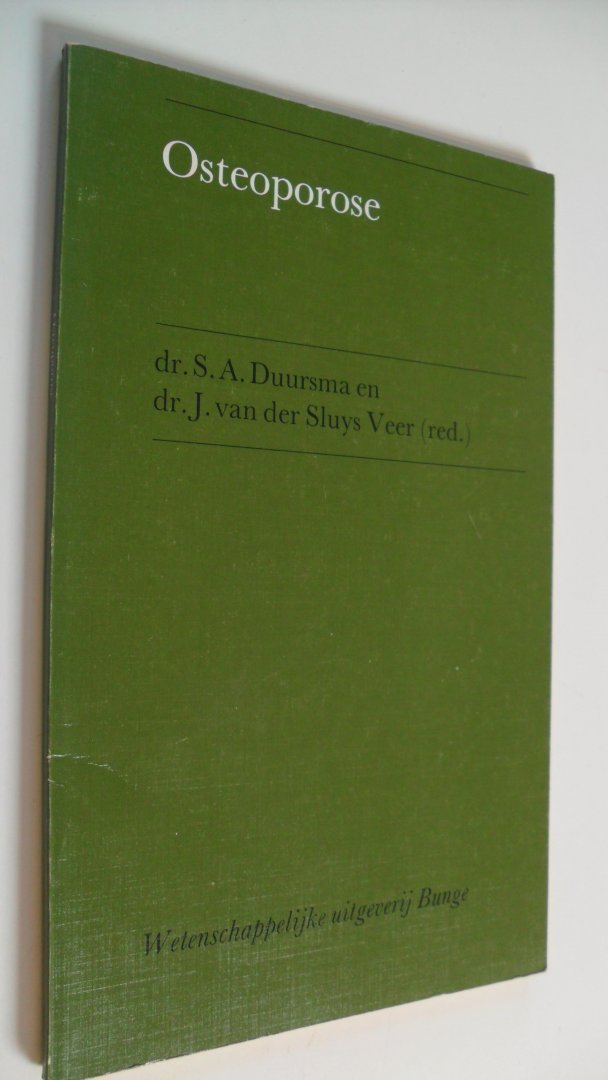 Osteoporose
dr. S. A. Duursma en
dr. J. van der Sluys Veer (red.)
Wetenschappelijke uitgeverij Bunge